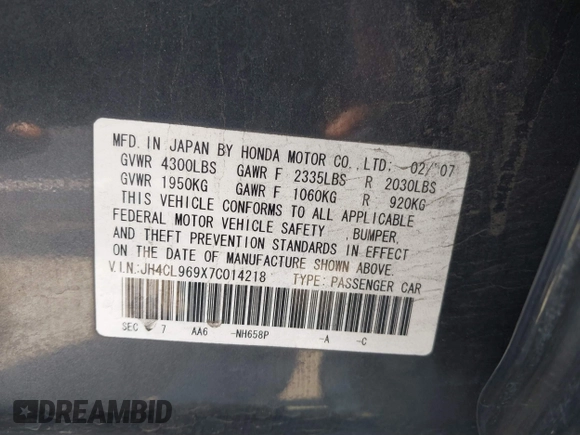 MFD. IN JAPAN BY HONDA MOTOR CO.,LTD. 02/'07
GVWR 4300LBS GAWR F 2335LBS R 2030LBS
GVWR 1950KG GAWR F 1060KG R 920KG
THIS VEHICLE CONFORMS TO ALL APPLICABLE
FEDERAL MOTOR VEHICLE SAFETY ,BUMPER,
AND THEFT PREVENTION STANDARDS IN EFFECT
ON THE DATE OF MANUFACTURE SHOWN ABOVE.
V.I.N.:JH4CL969X7C014218 TYPE: PASSENGER CAR
SEC 7 AA6 -NH658P -A -C
DREAMBID